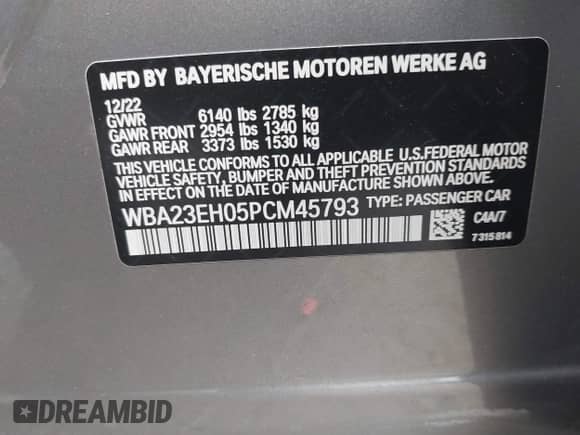 MFD BY BAYERISCHE MOTOREN WERKE AG
12/22
GVWR 6140 lbs 2785 kg
GAWR FRONT 2954 lbs 1340 kg
GAWR REAR 3373 lbs 1530 kg
THIS VEHICLE CONFORMS TO ALL APPLICABLE U.S.FEDERAL MOTOR
VEHICLE SAFETY, BUMPER AND THEFT PREVENTION STANDARDS
IN EFFECT ON THE DATE OF MANUFACTURE SHOWN ABOVE.
WBA23EH05PCM45793 TYPE: PASSENGER CAR
C4A/7
7315814
DREAMBID